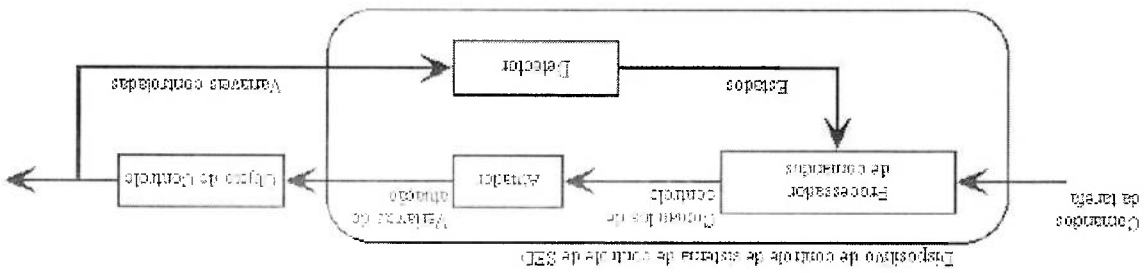 Dispositivo de controle de sistema de controle de SED
Comandos
da tarefa
Processador
de comandos
Comandos de
controle
Atuador
Variáveis de
atuação
Objeto de Controle
Estados
Detector
Variáveis controladas